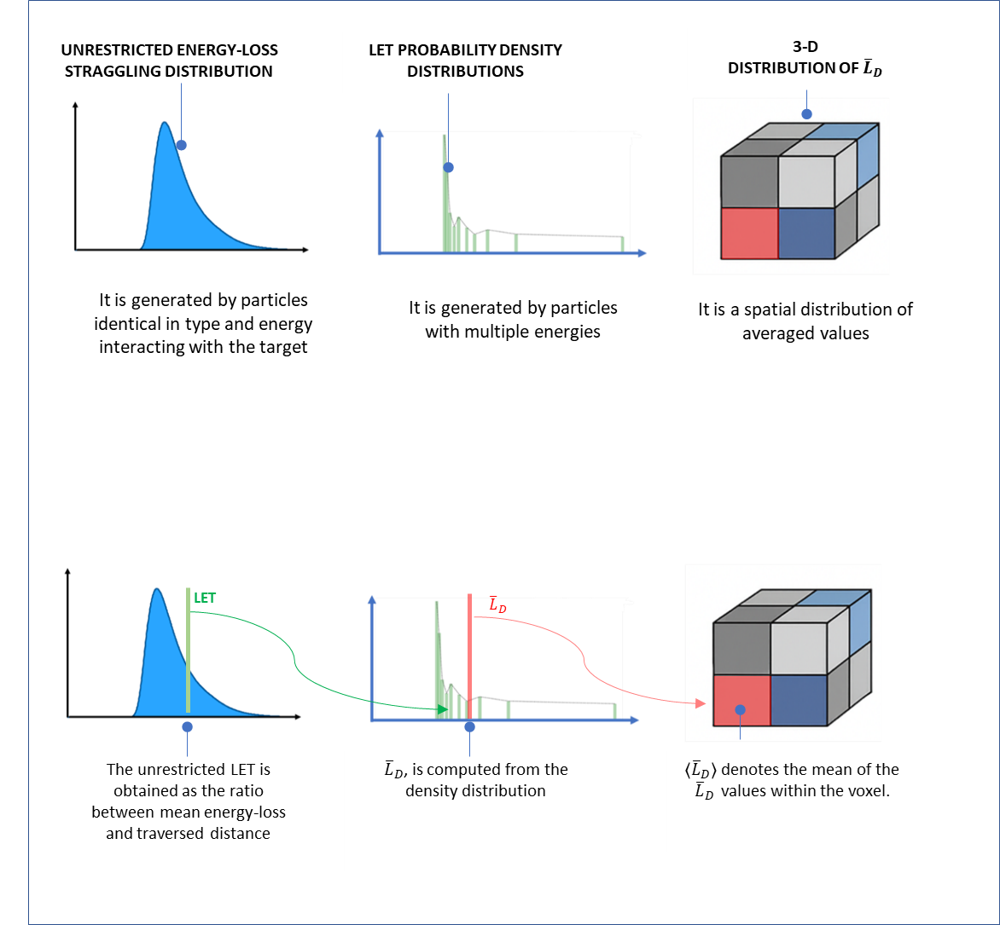 UNRESTRICTED ENERGY-LOSS
STRAGGLING DISTRIBUTION
LET PROBABILITY DENSITY
DISTRIBUTIONS
3-D
DISTRIBUTION OF L̅_D
It is generated by particles
identical in type and energy
interacting with the target
It is generated by particles
with multiple energies
It is a spatial distribution of
averaged values
LET
L̅_D
The unrestricted LET is
obtained as the ratio
between mean energy-loss
and traversed distance
L̅_D, is computed from the
density distribution
⟨L̅_D⟩ denotes the mean of the
L̅_D values within the voxel.